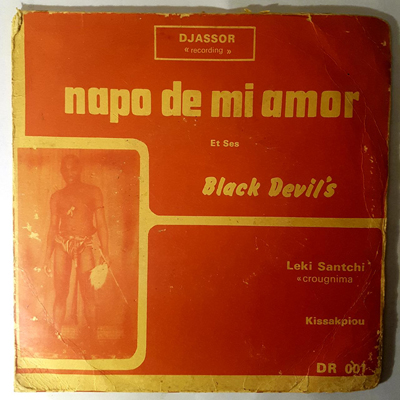 DJASSOR
« recording »
napo de mi amor
Et Ses
Black Devil's
Leki Santchi
«crougnima
Kissakpiou
DR 001